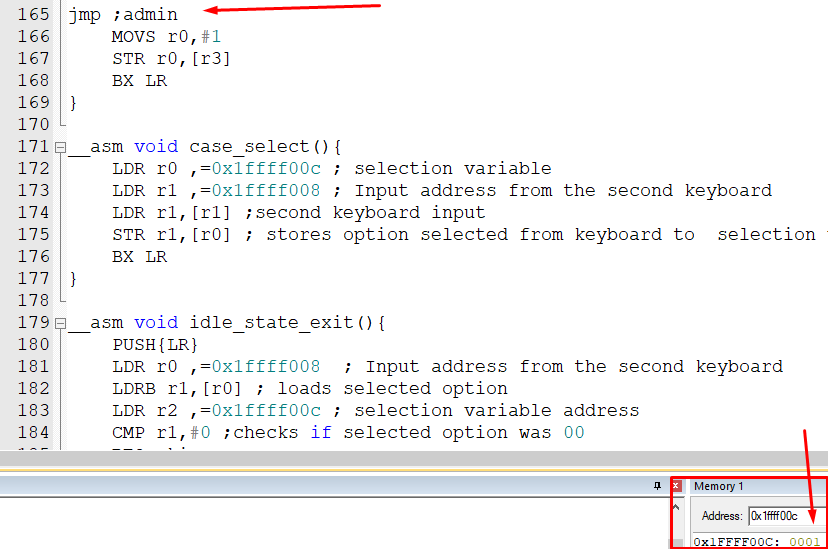 165 jmp ;admin
166 MOVS r0,#1
167 STR r0,[r3]
168 BX LR
169 }
170
171 __asm void case_select(){
172 LDR r0 ,=0x1ffff00c ; selection variable
173 LDR r1 ,=0x1ffff008 ; Input address from the second keyboard
174 LDR r1,[r1] ;second keyboard input
175 STR r1,[r0] ; stores option selected from keyboard to  selection
176 BX LR
177 }
178
179 __asm void idle_state_exit(){
180 PUSH{LR}
181 LDR r0 ,=0x1ffff008  ; Input address from the second keyboard
182 LDRB r1,[r0] ; loads selected option
183 LDR r2 ,=0x1ffff00c ; selection variable address
184 CMP r1,#0 ;checks if selected option was 00
Memory 1
Address: 0x1ffff00c
0x1FFFF00C: 0001